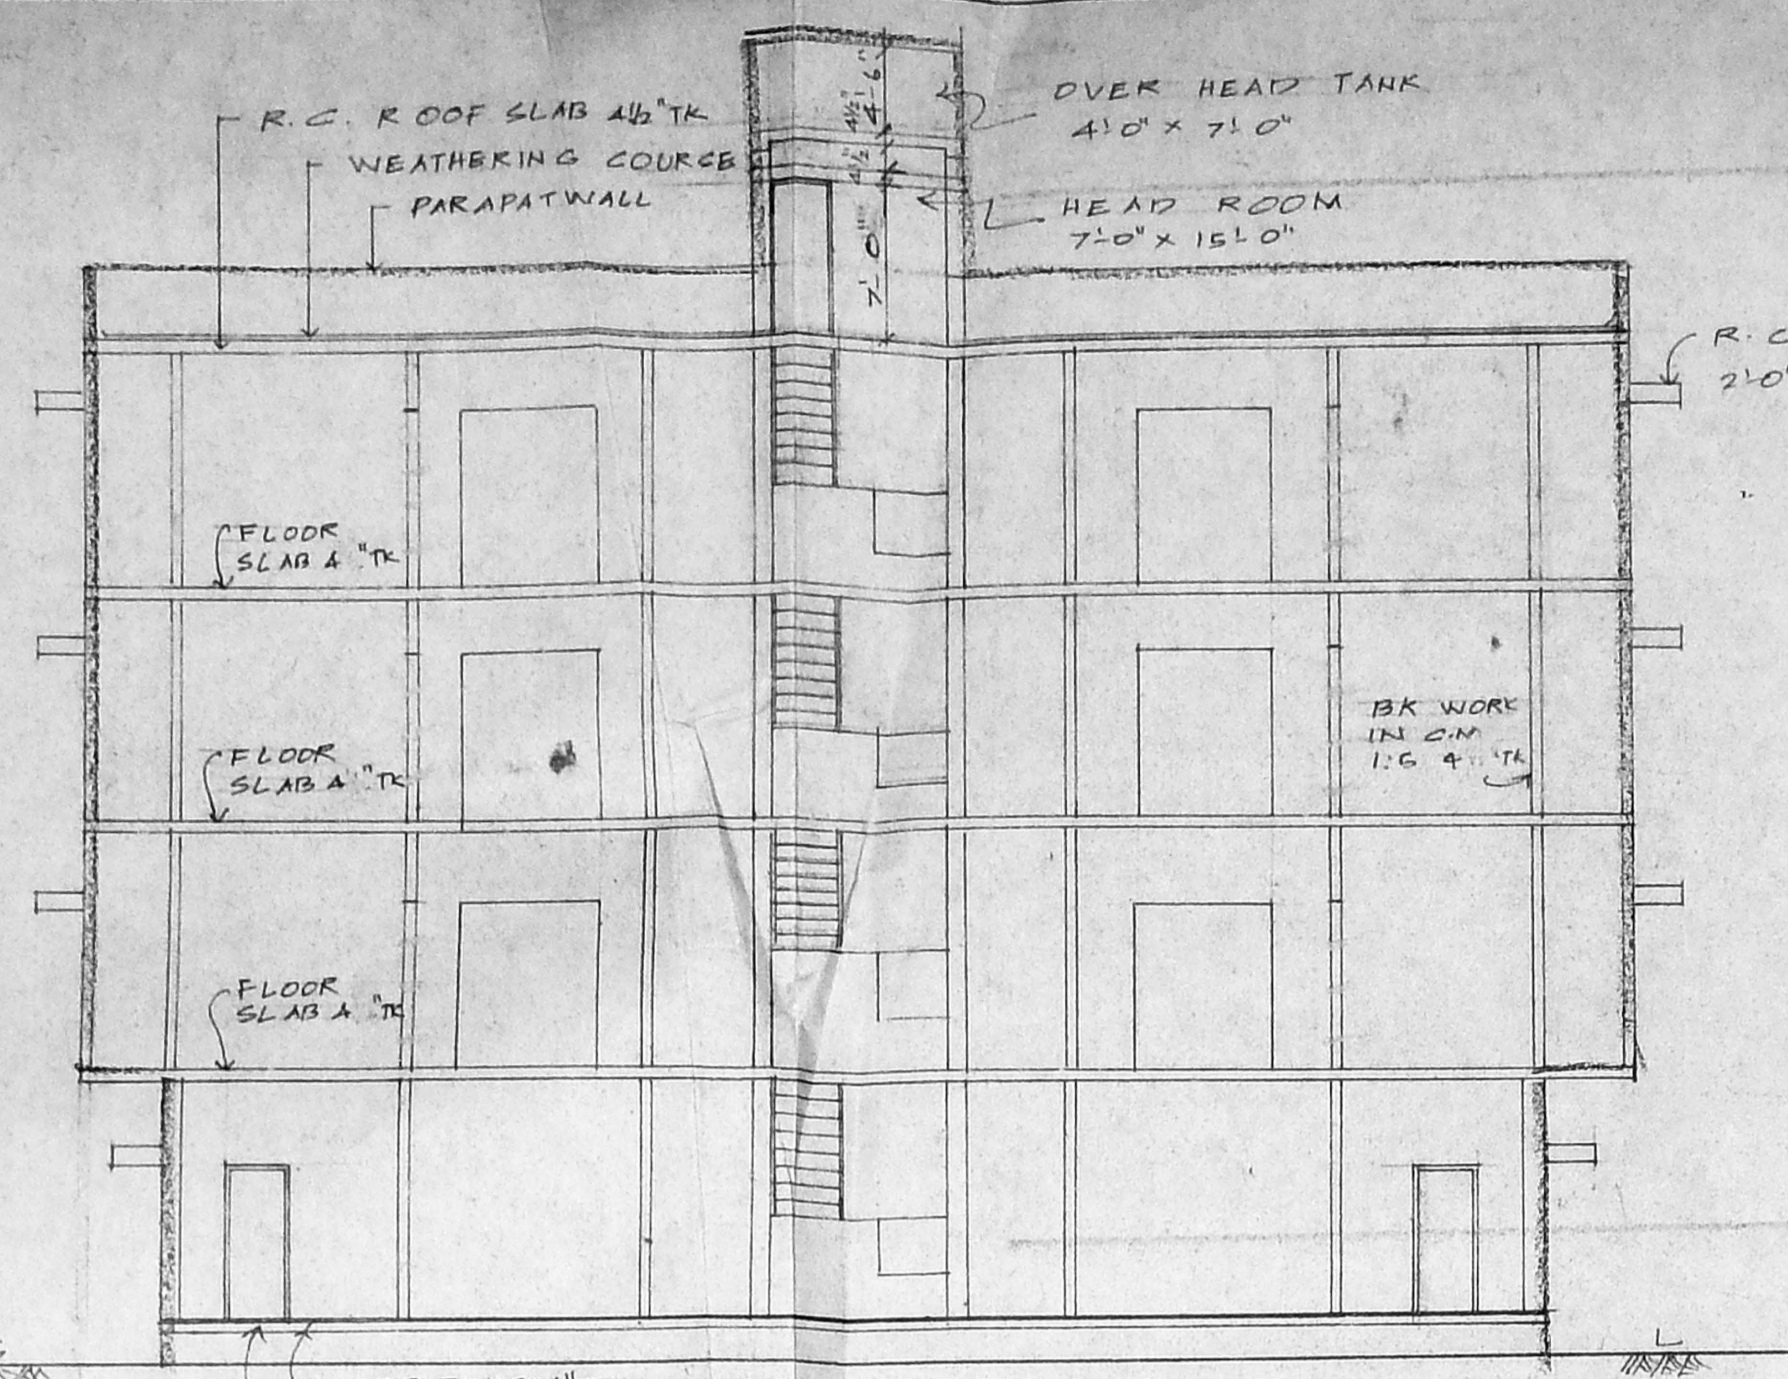 R.C. ROOF SLAB 4½" TK
WEATHERING COURCE
PARAPATWALL
4'-6"
4½"
4½"
7'-0"
OVER HEAD TANK
4'-0" x 7'-0"
HEAD ROOM
7'-0" x 15'-0"
R.C
2'-0"
FLOOR
SLAB 4 " TK
FLOOR
SLAB 4 " TK
BK WORK
IN C.M
1:6 4 " TK
FLOOR
SLAB 4 " TK
L